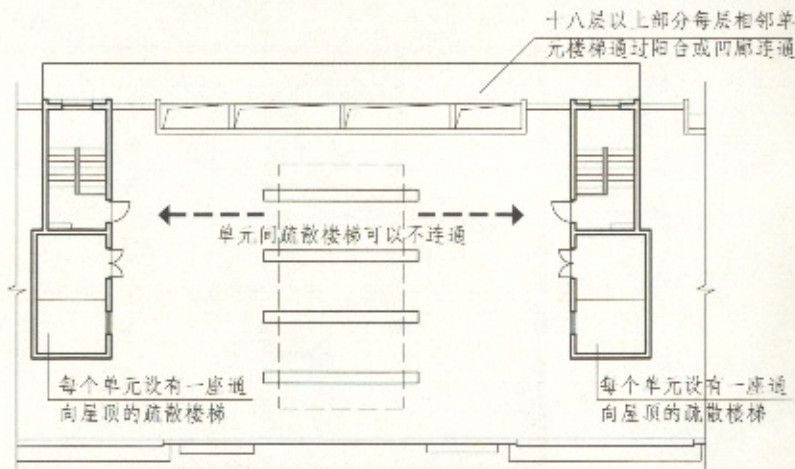 十八层以上部分每层相邻单
元楼梯通过阳台或凹廊连通
单元间疏散楼梯可以不连通
每个单元设有一座通
向屋顶的疏散楼梯
每个单元设有一座通
向屋顶的疏散楼梯